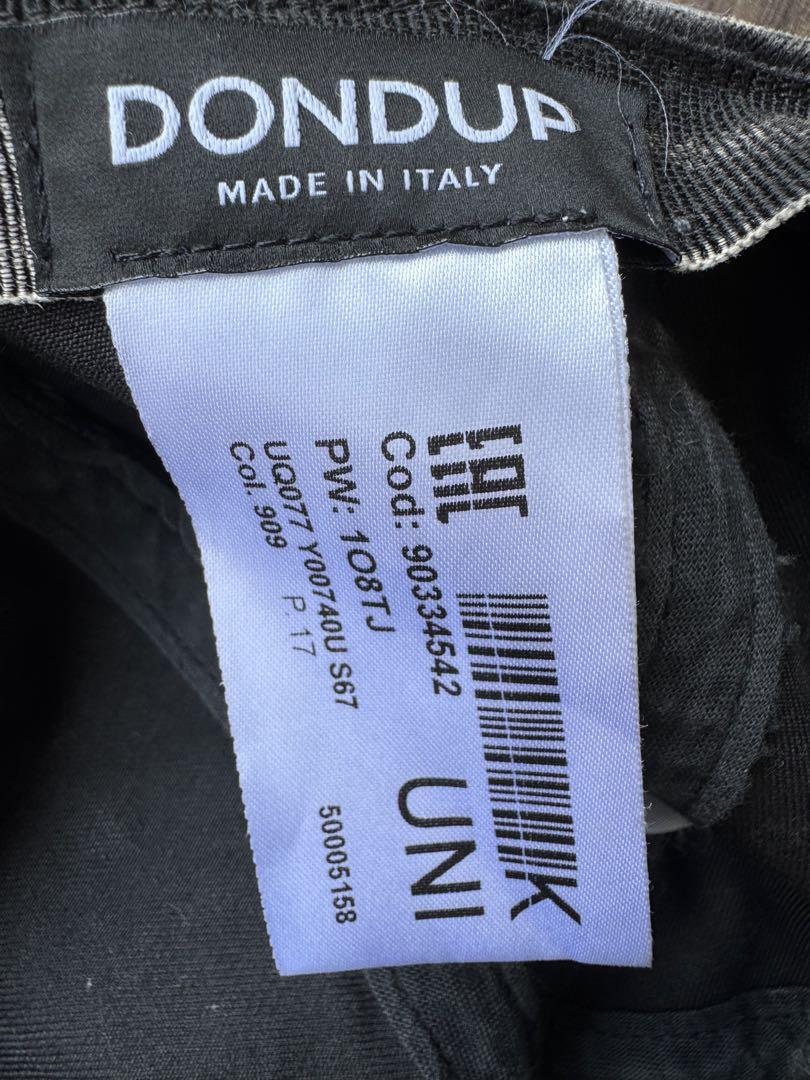 DONDUP
MADE IN ITALY
EAC
K
Cod: 90334542
UNI
PW: 1O8TJ
UQ077 Y00740U S67 50005158
Col. 909 P. 17